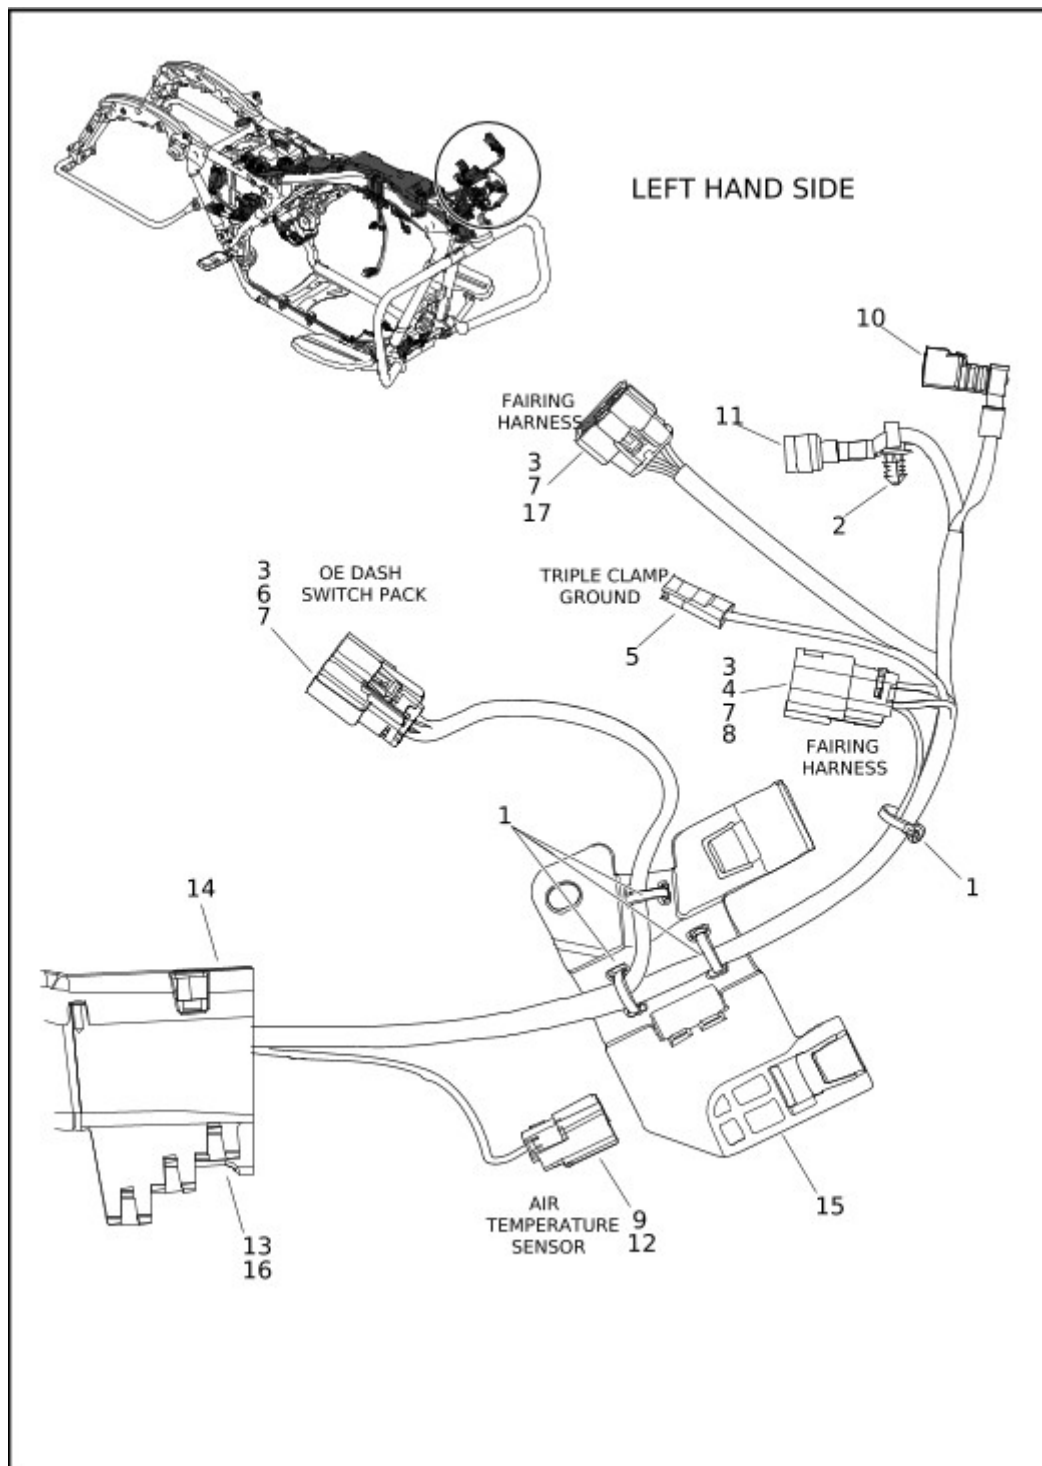 LEFT HAND SIDE
10
FAIRING
HARNESS
3
7
17
11
2
3
6
7
OE DASH
SWITCH PACK
TRIPLE CLAMP
GROUND
5
3
4
7
8
FAIRING
HARNESS
1
1
14
13
16
AIR
TEMPERATURE
SENSOR
9
12
15